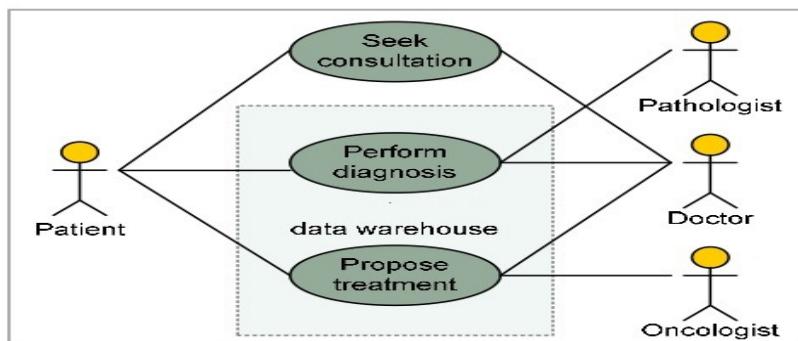 Seek
consultation
Pathologist
Perform
diagnosis
Patient
Doctor
data warehouse
Propose
treatment
Oncologist